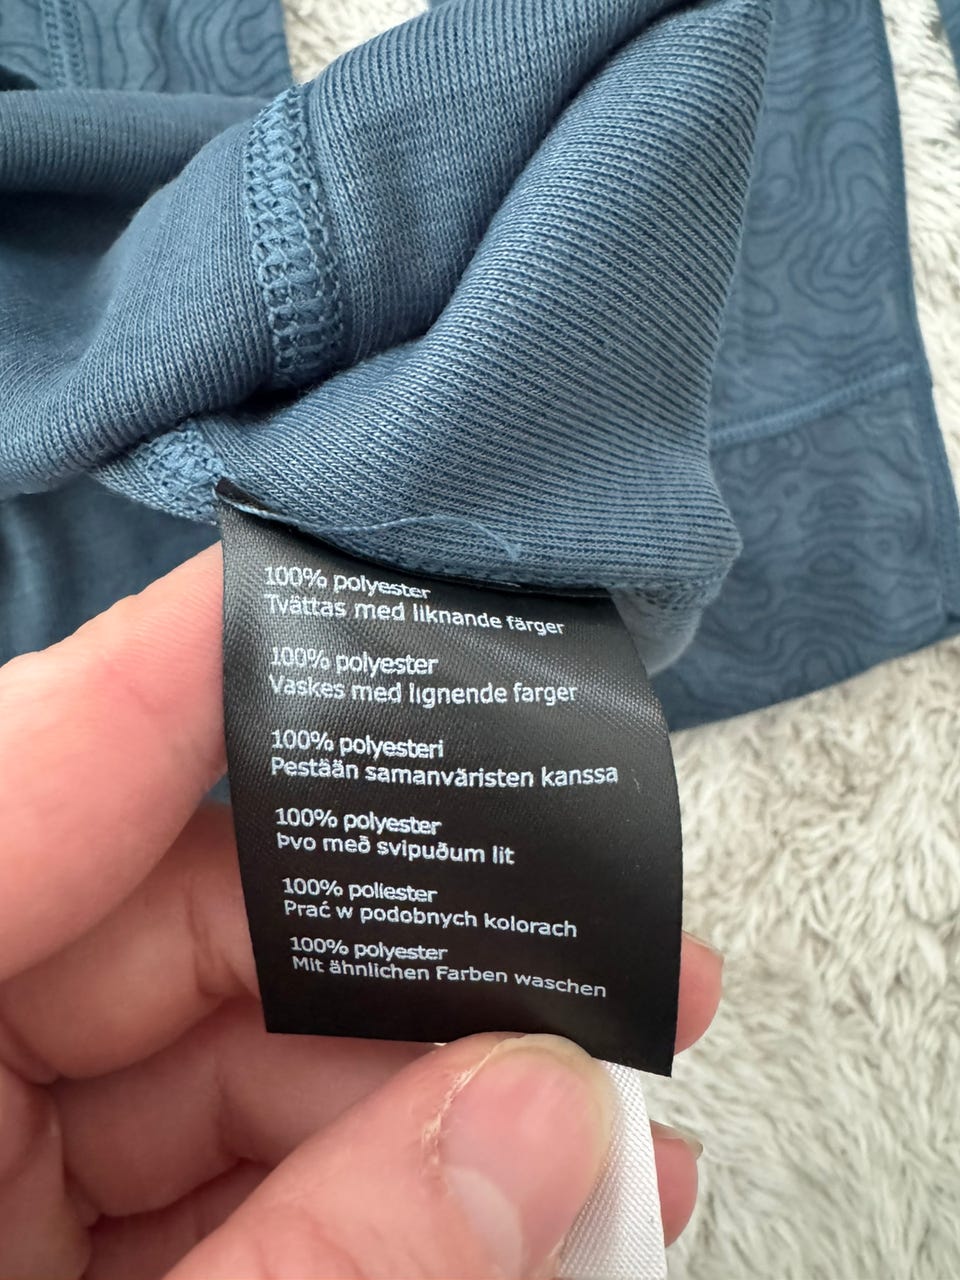 100% polyester
Tvättas med liknande färger
100% polyester
Vaskes med lignende farger
100% polyesteri
Pestään samanväristen kanssa
100% polyester
Þvo með svipuðum lit
100% poliester
Prać w podobnych kolorach
100% polyester
Mit ähnlichen Farben waschen